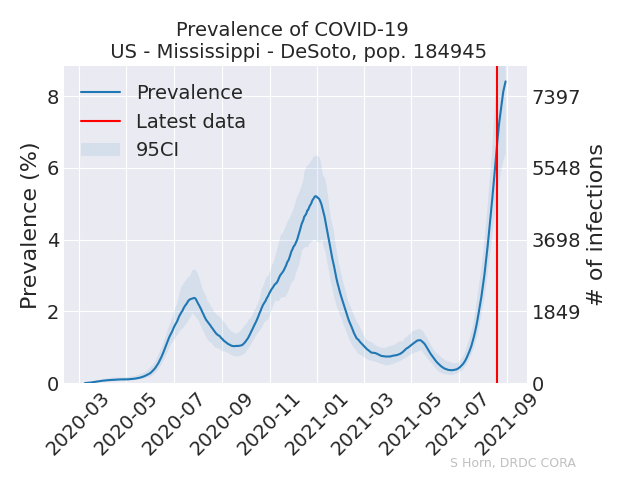 Prevalence of COVID-19
US - Mississippi - DeSoto, pop. 184945
Prevalence
Latest data
95CI
Prevalence (%)
8
6
4
2
0
7397
5548
3698
1849
0
# of infections
2020-03
2020-05
2020-07
2020-09
2020-11
2021-01
2021-03
2021-05
2021-07
2021-09
S Horn, DRDC CORA